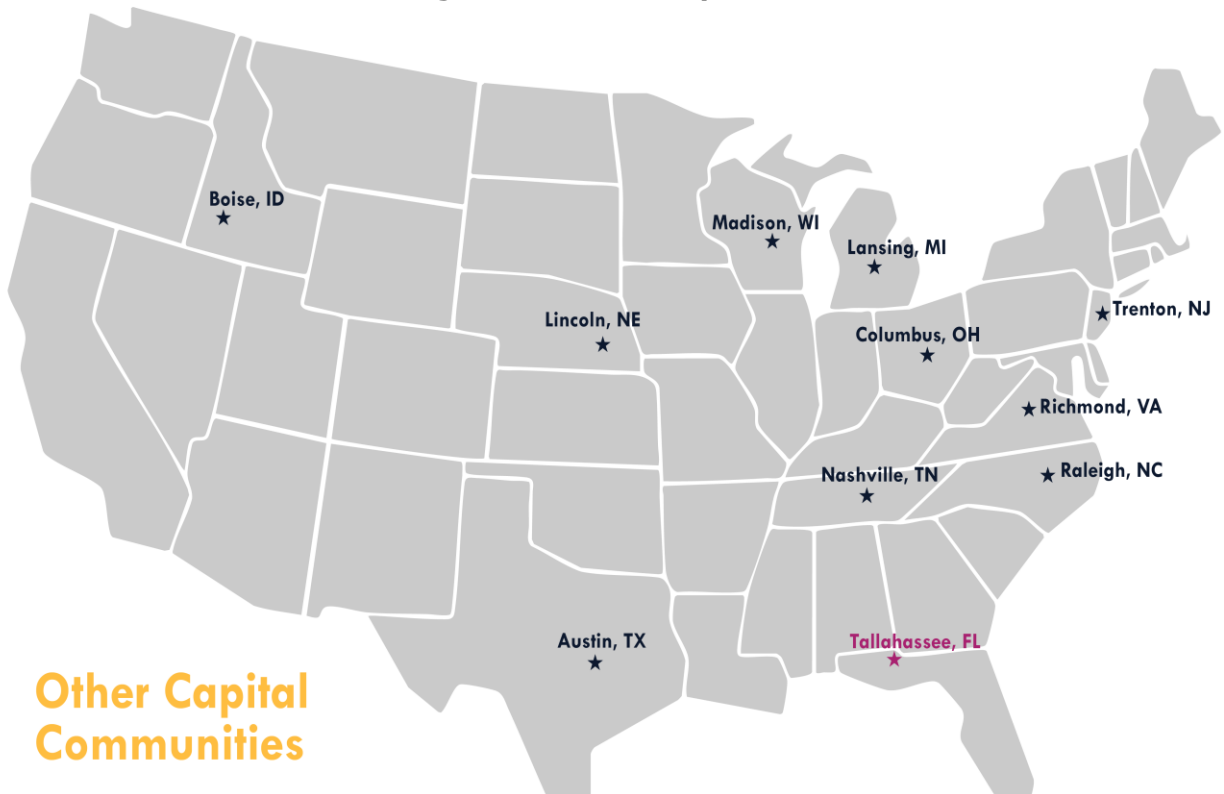 Boise, ID
Madison, WI
Lansing, MI
Trenton, NJ
Lincoln, NE
Columbus, OH
Richmond, VA
Raleigh, NC
Nashville, TN
Austin, TX
Tallahassee, FL
Other Capital
Communities